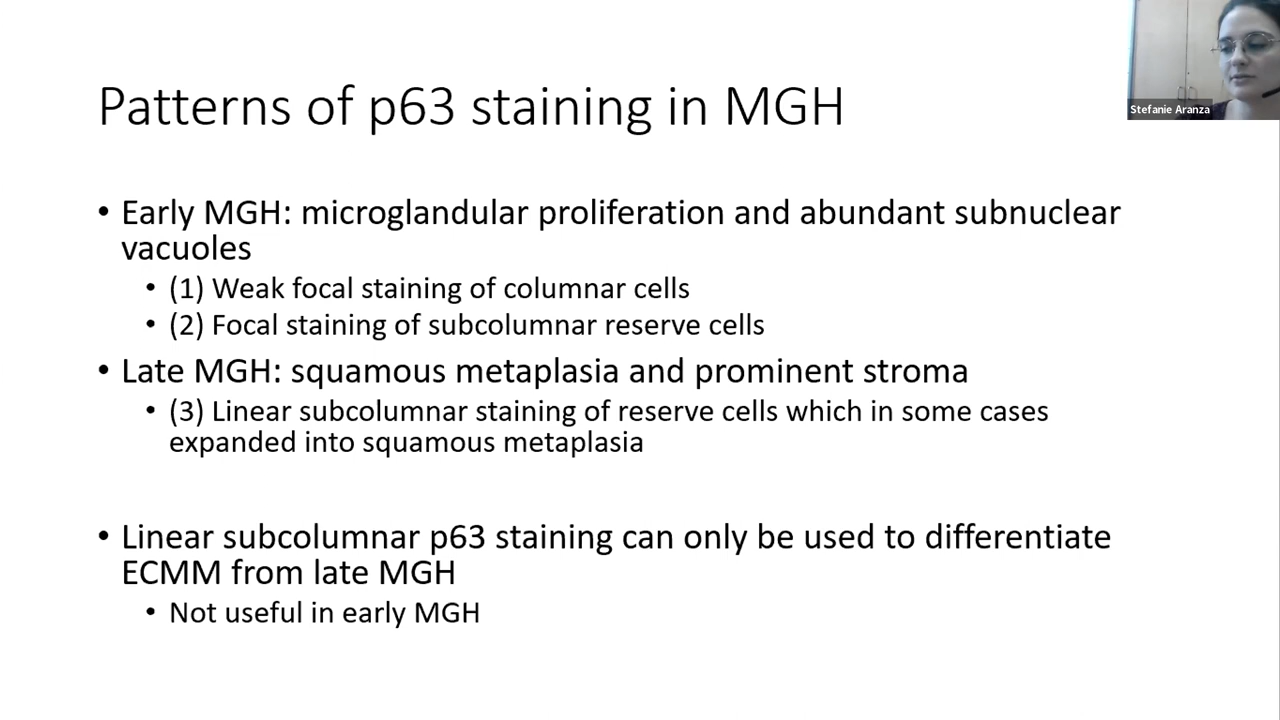 Stefanie Aranza
Patterns of p63 staining in MGH
• Early MGH: microglandular proliferation and abundant subnuclear
vacuoles
• (1) Weak focal staining of columnar cells
• (2) Focal staining of subcolumnar reserve cells
• Late MGH: squamous metaplasia and prominent stroma
• (3) Linear subcolumnar staining of reserve cells which in some cases
expanded into squamous metaplasia
• Linear subcolumnar p63 staining can only be used to differentiate
ECMM from late MGH
• Not useful in early MGH